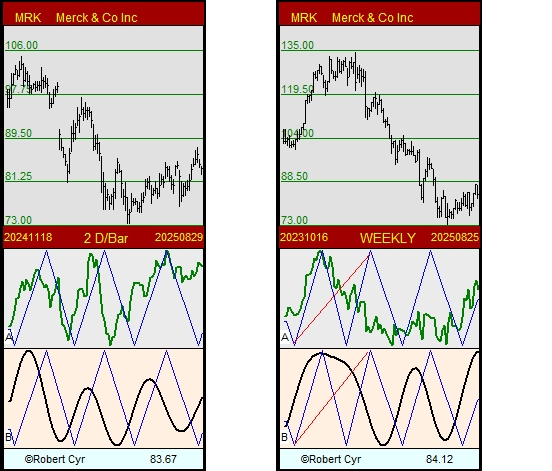 MRK Merck & Co Inc
106.00
97.75
89.50
81.25
73.00
20241118 2 D/Bar 20250829
A
B
©Robert Cyr 83.67
MRK Merck & Co Inc
135.00
119.50
104.00
88.50
73.00
20231016 WEEKLY 20250825
A
B
©Robert Cyr 84.12